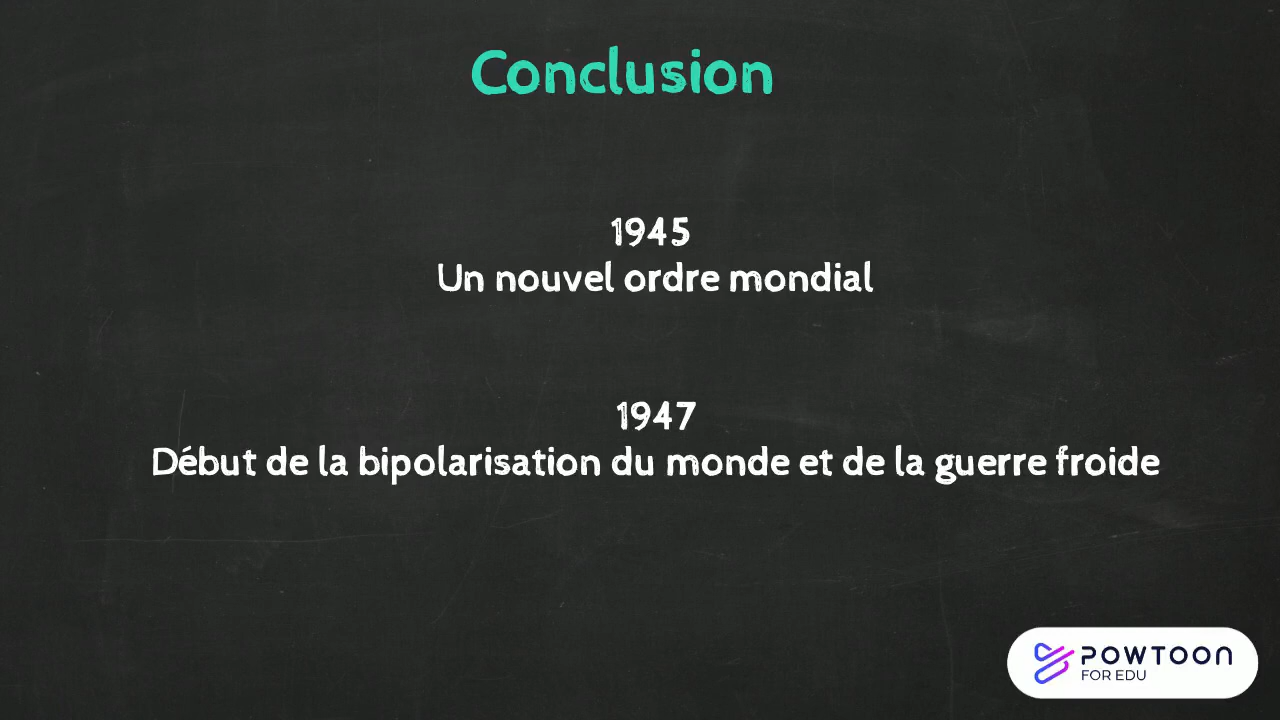 Conclusion
1945
Un nouvel ordre mondial
1947
Début de la bipolarisation du monde et de la guerre froide
POWTOON
FOR EDU